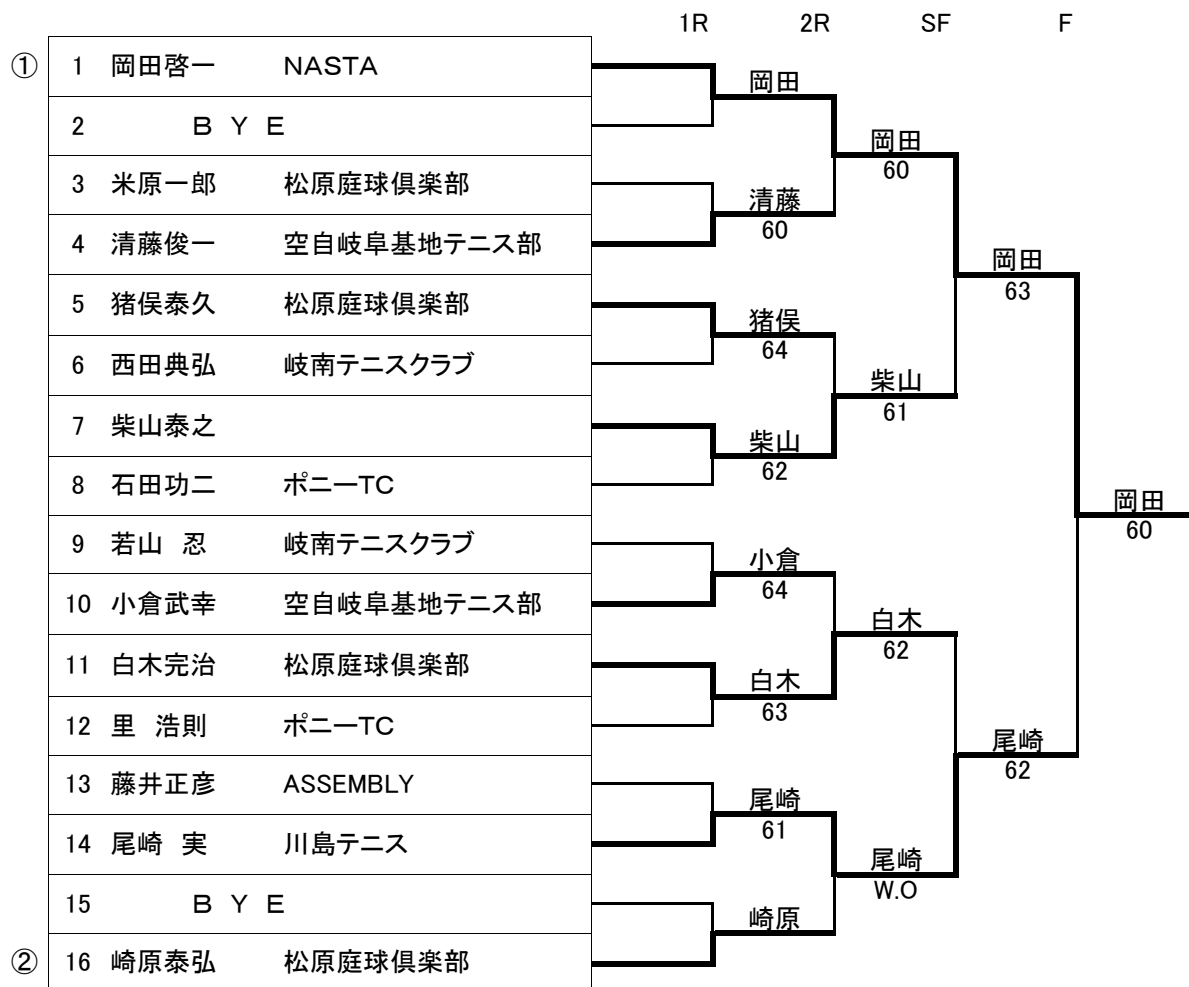 1R 2R SF F
① 1 岡田啓一 NASTA
岡田
2 BYE
岡田
60
3 米原一郎 松原庭球倶楽部
清藤
60
4 清藤俊一 空自岐阜基地テニス部
岡田
63
5 猪俣泰久 松原庭球倶楽部
猪俣
64
6 西田典弘 岐南テニスクラブ
柴山
61
7 柴山泰之
柴山
62
8 石田功二 ポニーTC
岡田
60
9 若山 忍 岐南テニスクラブ
小倉
64
10 小倉武幸 空自岐阜基地テニス部
白木
62
11 白木完治 松原庭球倶楽部
白木
63
12 里 浩則 ポニーTC
尾崎
62
13 藤井正彦 ASSEMBLY
尾崎
61
14 尾崎 実 川島テニス
尾崎
W.O
15 BYE
崎原
② 16 崎原泰弘 松原庭球倶楽部